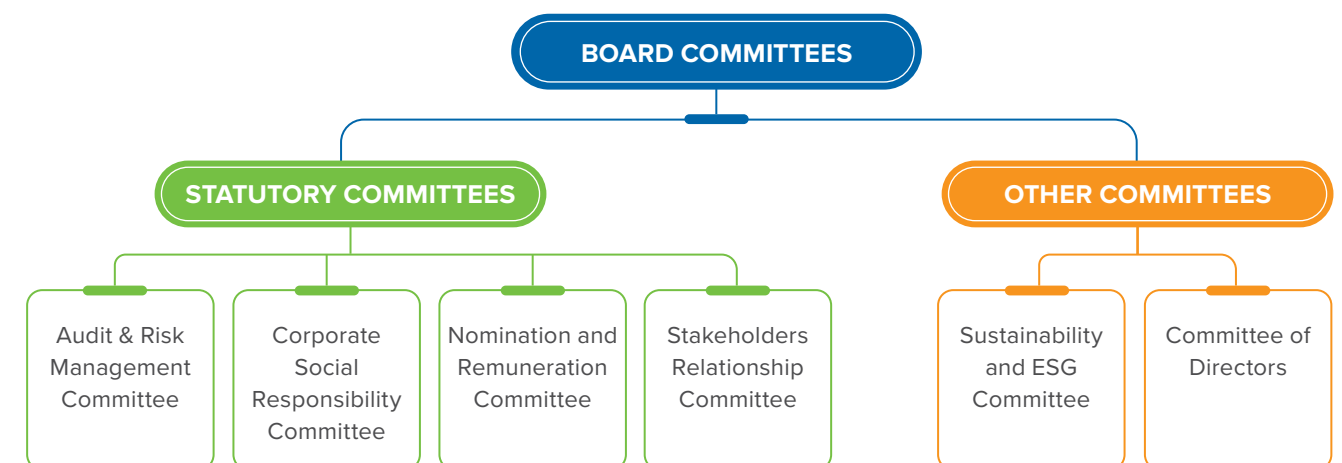 BOARD COMMITTEES
STATUTORY COMMITTEES
OTHER COMMITTEES
Audit & Risk
Management
Committee
Corporate
Social
Responsibility
Committee
Nomination and
Remuneration
Committee
Stakeholders
Relationship
Committee
Sustainability
and ESG
Committee
Committee of
Directors